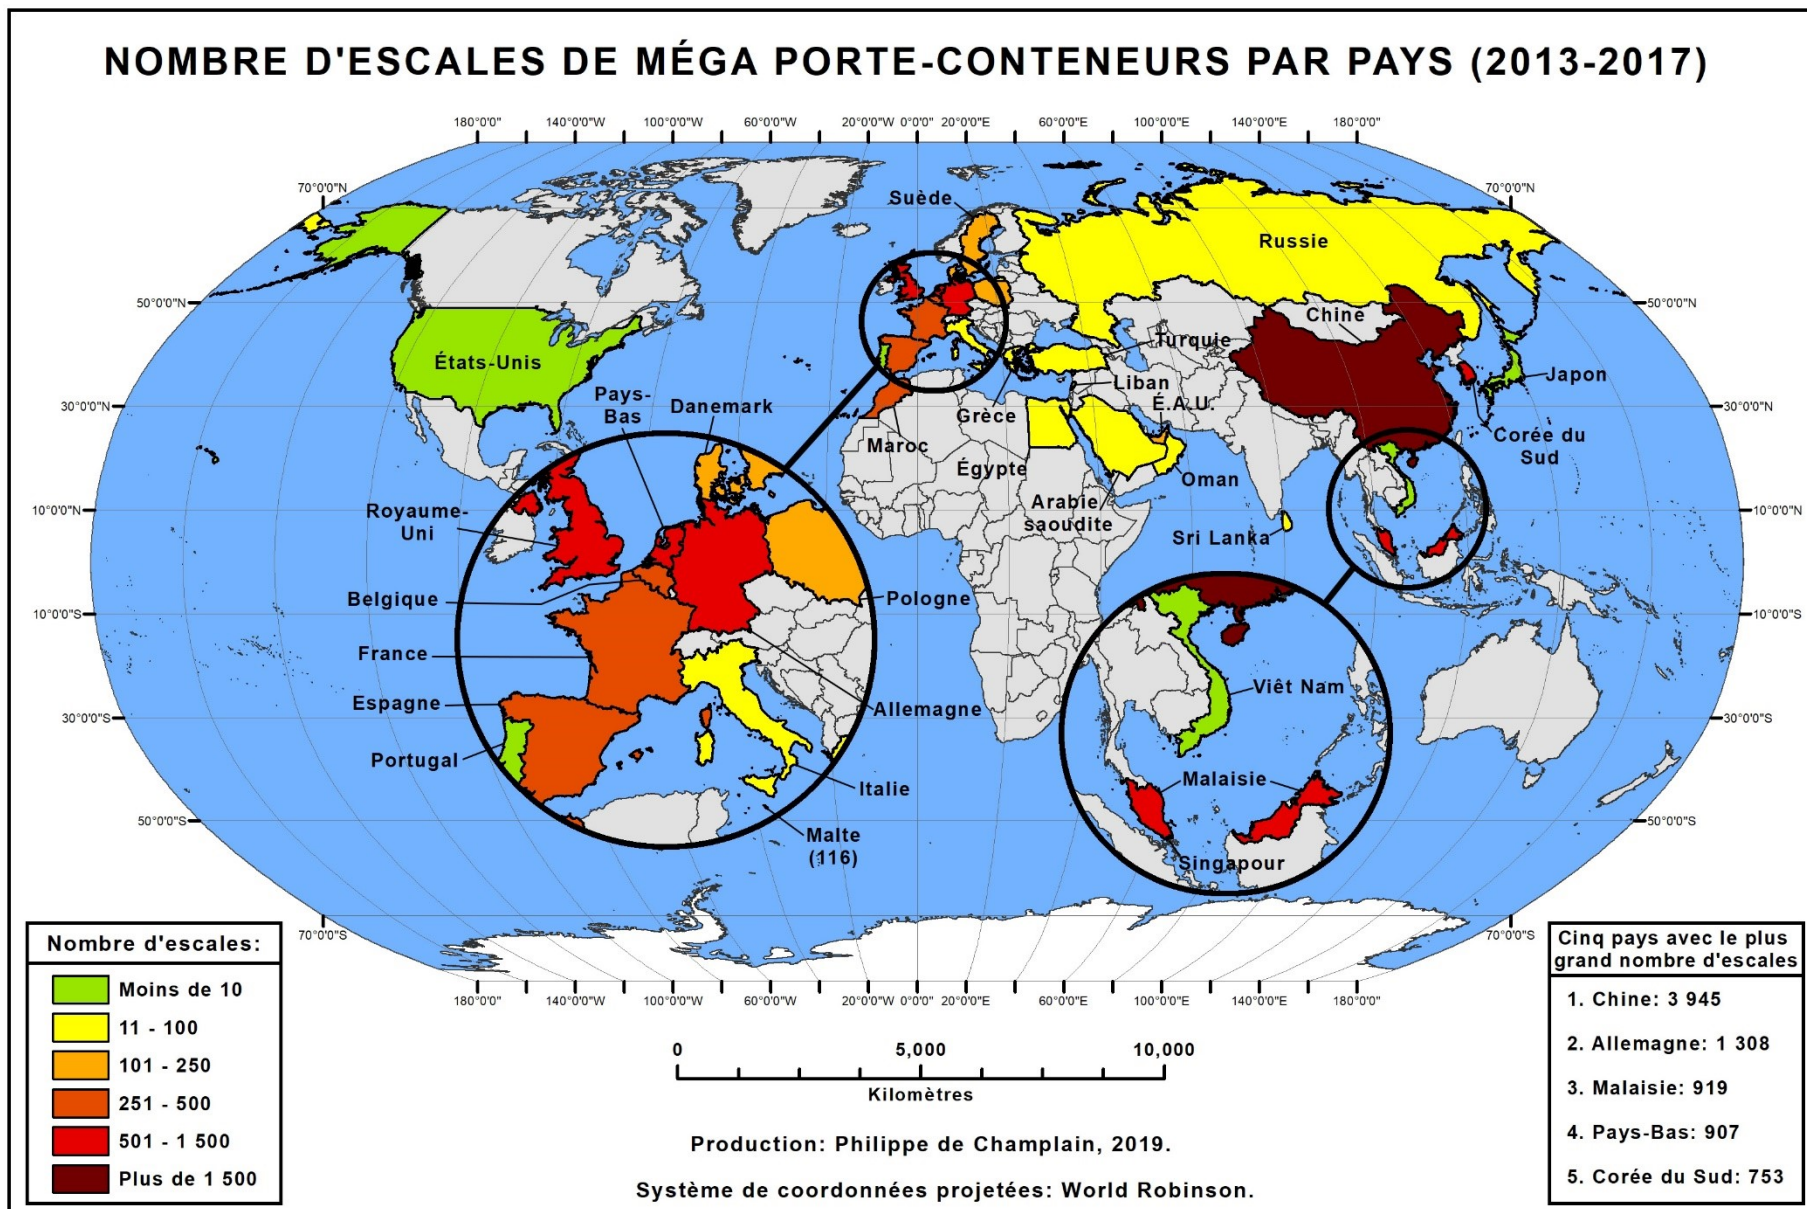 NOMBRE D'ESCALES DE MÉGA PORTE-CONTENEURS PAR PAYS (2013-2017)
180°0'0"
140°0'0"W
100°0'0"W
60°0'0"W
20°0'0"W
0°0'0"
20°0'0"E
60°0'0"E
100°0'0"E
140°0'0"E
180°0'0"
70°0'0"N
70°0'0"N
50°0'0"N
50°0'0"N
30°0'0"N
30°0'0"N
10°0'0"N
10°0'0"N
10°0'0"S
10°0'0"S
30°0'0"S
30°0'0"S
50°0'0"S
50°0'0"S
70°0'0"S
70°0'0"S
Suède
Russie
Chine
Turquie
États-Unis
Liban
Japon
É.A.U.
Pays-
Bas
Danemark
Grèce
Maroc
Corée du
Sud
Égypte
Oman
Arabie
saoudite
Sri Lanka
Royaume-
Uni
Belgique
Pologne
France
Espagne
Allemagne
Portugal
Italie
Malte
(116)
Viêt Nam
Malaisie
Singapour
180°0'0"
140°0'0"W
100°0'0"W
60°0'0"W
20°0'0"W
0°0'0"
20°0'0"E
60°0'0"E
100°0'0"E
140°0'0"E
180°0'0"
Nombre d'escales:
Moins de 10
11 - 100
101 - 250
251 - 500
501 - 1 500
Plus de 1 500
0 5,000 10,000
Kilomètres
Production: Philippe de Champlain, 2019.
Système de coordonnées projetées: World Robinson.
Cinq pays avec le plus
grand nombre d'escales
1. Chine: 3 945
2. Allemagne: 1 308
3. Malaisie: 919
4. Pays-Bas: 907
5. Corée du Sud: 753